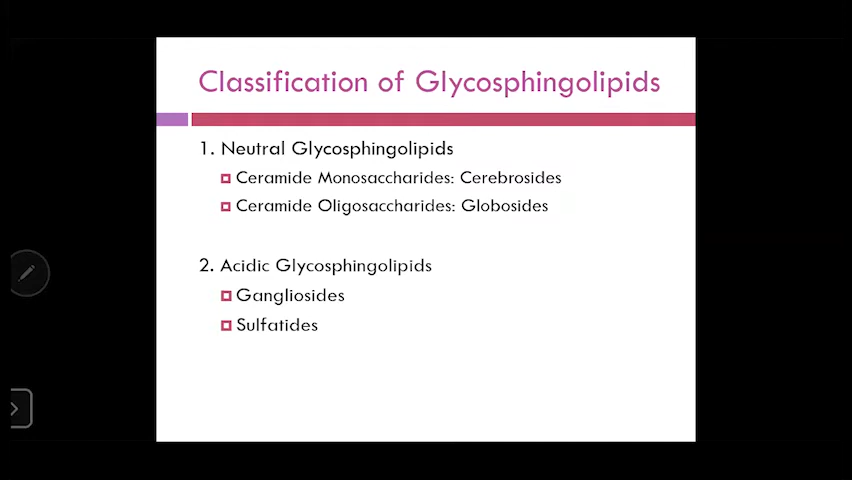 Classification of Glycosphingolipids
1. Neutral Glycosphingolipids
Ceramide Monosaccharides: Cerebrosides
Ceramide Oligosaccharides: Globosides
2. Acidic Glycosphingolipids
Gangliosides
Sulfatides